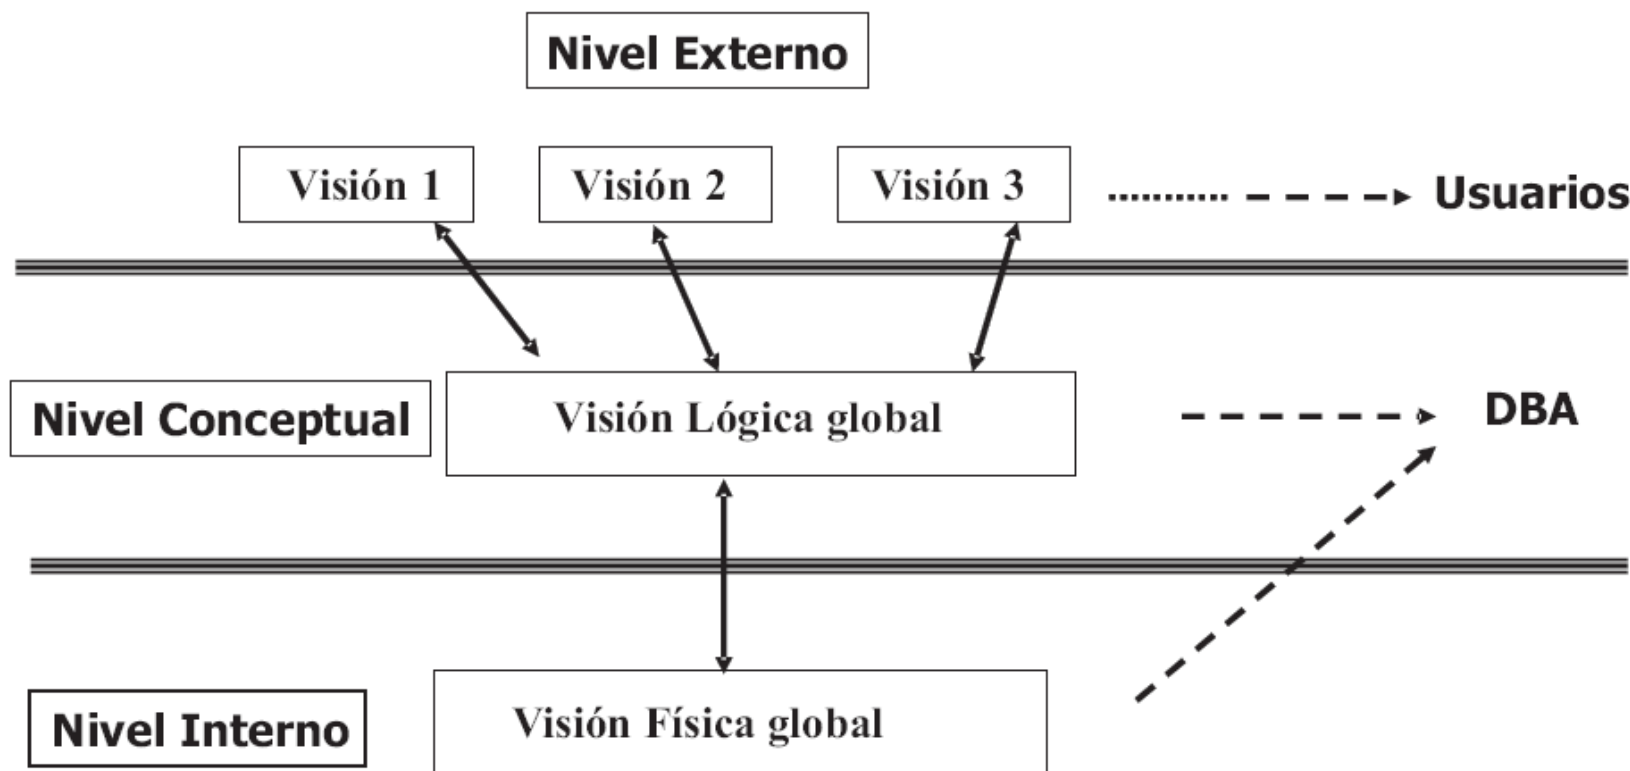 Nivel Externo
Visión 1
Visión 2
Visión 3
Usuarios
Nivel Conceptual
Visión Lógica global
DBA
Nivel Interno
Visión Física global